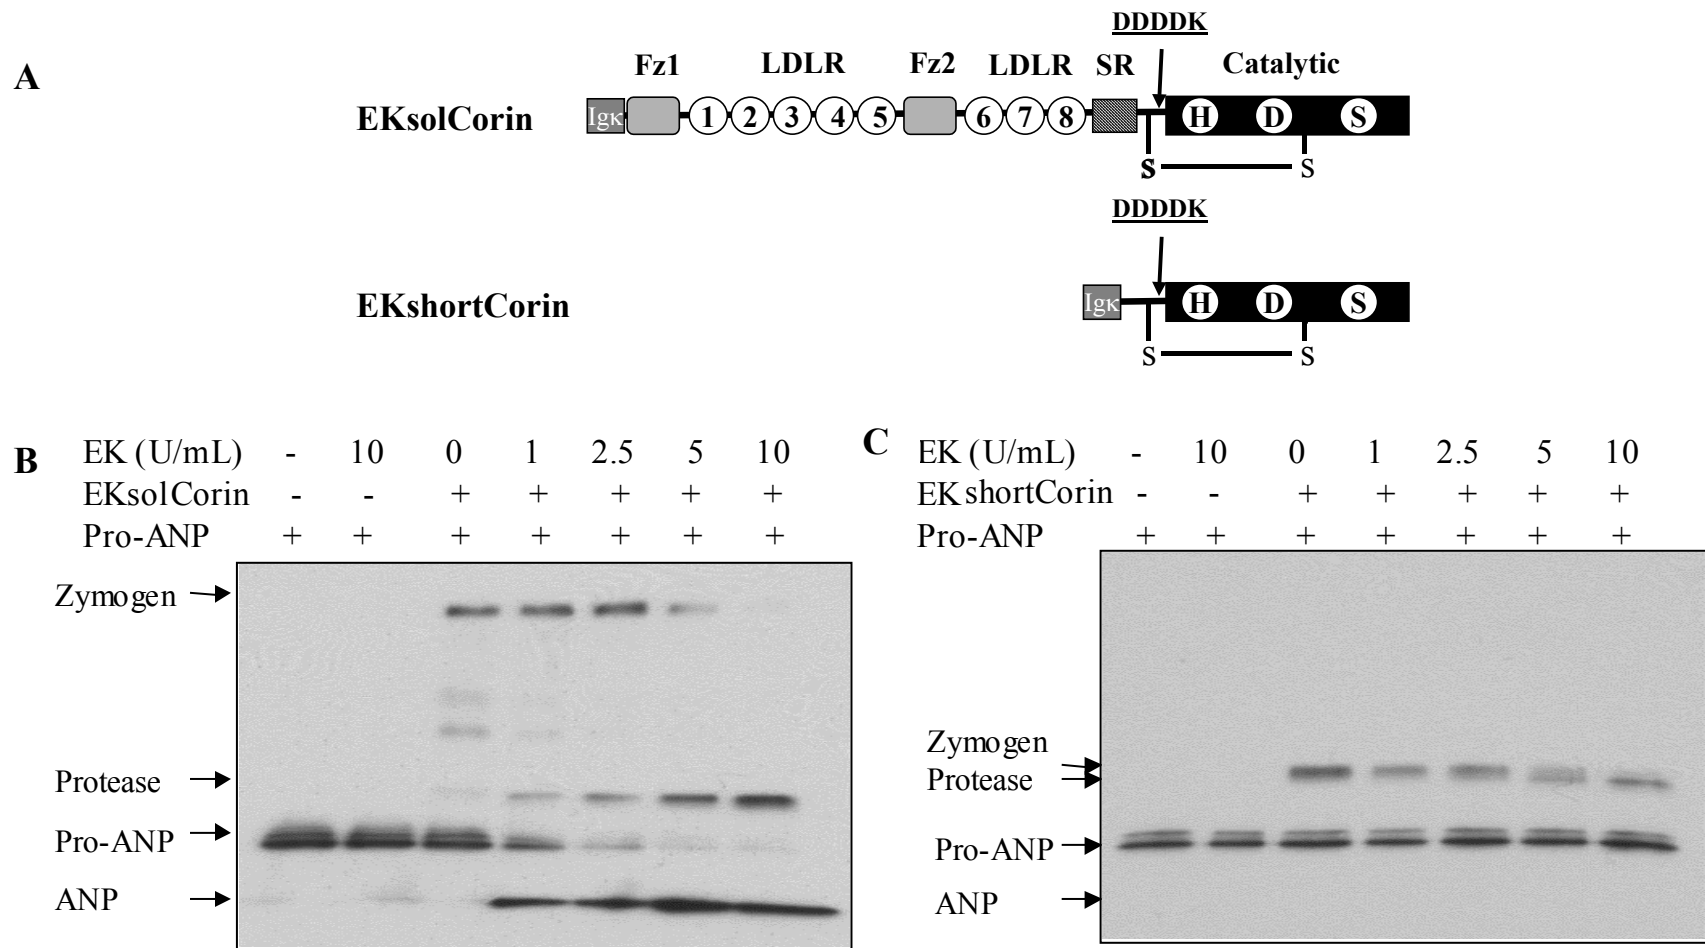 A
DDDDK
Fz1 LDLR Fz2 LDLR SR Catalytic
EKsolCorin Igκ 1 2 3 4 5 6 7 8 H D S
S S
DDDDK
EKshortCorin Igκ H D S
S S
B
EK (U/mL) - 10 0 1 2.5 5 10
EKsolCorin - - + + + + +
Pro-ANP + + + + + + +
Zymogen
Protease
Pro-ANP
ANP
C
EK (U/mL) - 10 0 1 2.5 5 10
EKshortCorin - - + + + + +
Pro-ANP + + + + + + +
Zymogen
Protease
Pro-ANP
ANP